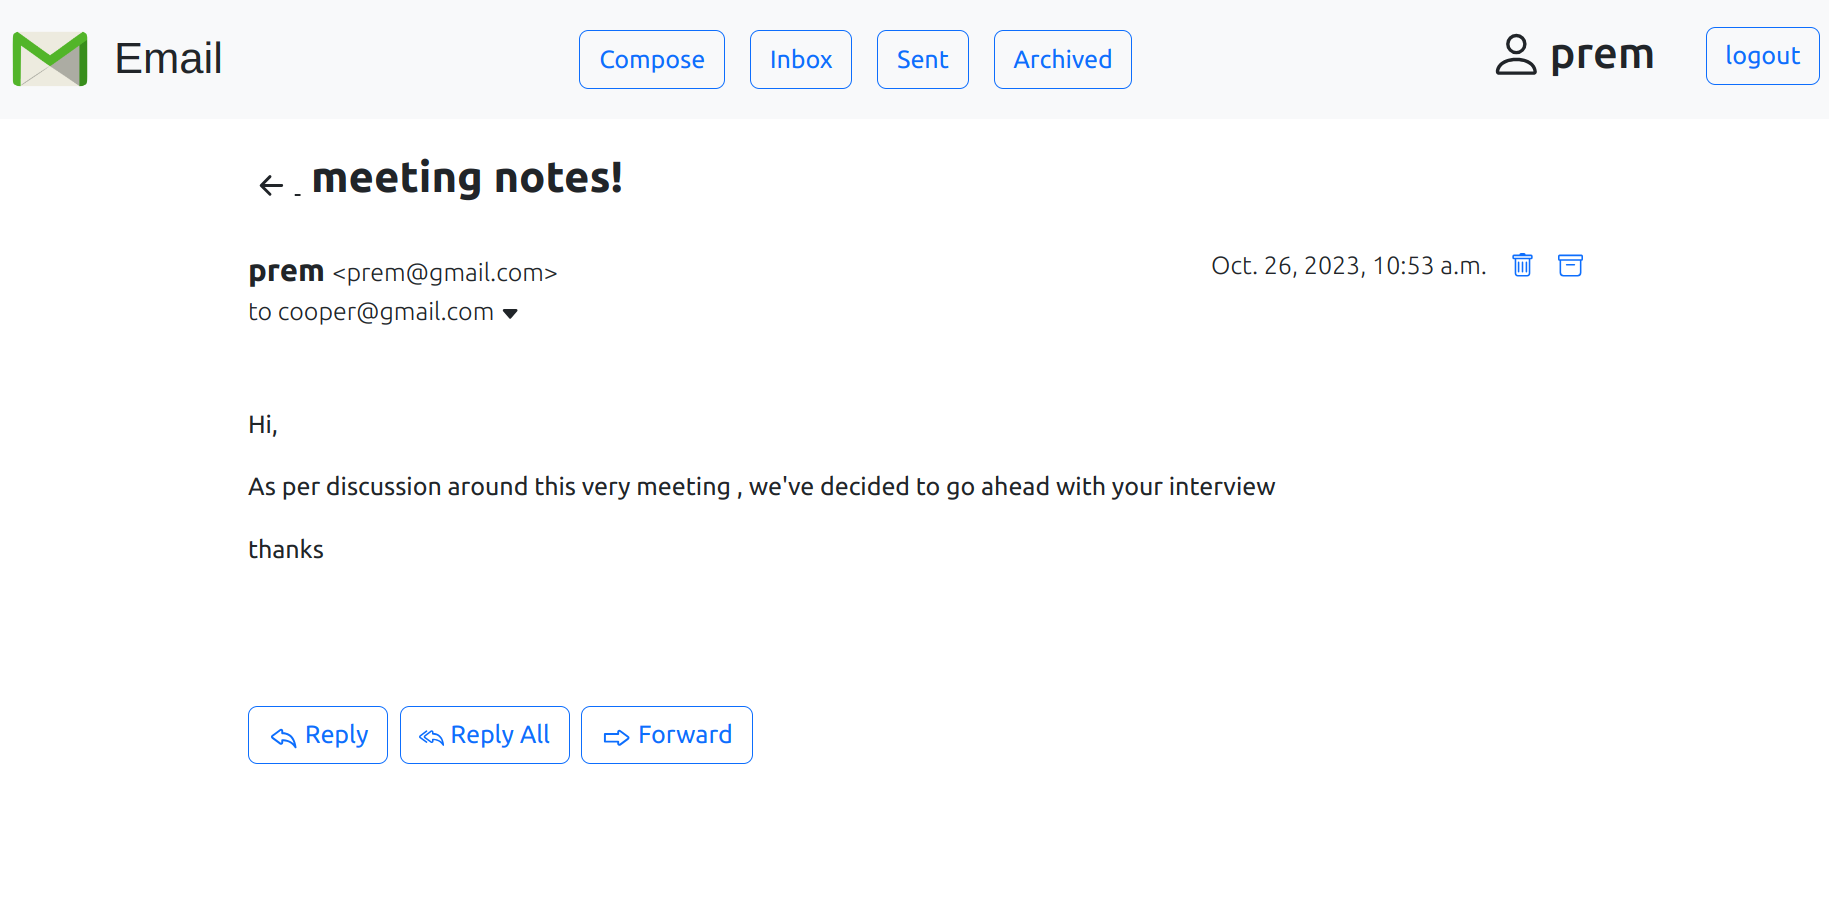 Email
Compose Inbox Sent Archived
prem
logout
meeting notes!
prem <prem@gmail.com>
Oct. 26, 2023, 10:53 a.m.
to cooper@gmail.com
Hi,
As per discussion around this very meeting , we've decided to go ahead with your interview
thanks
Reply Reply All Forward